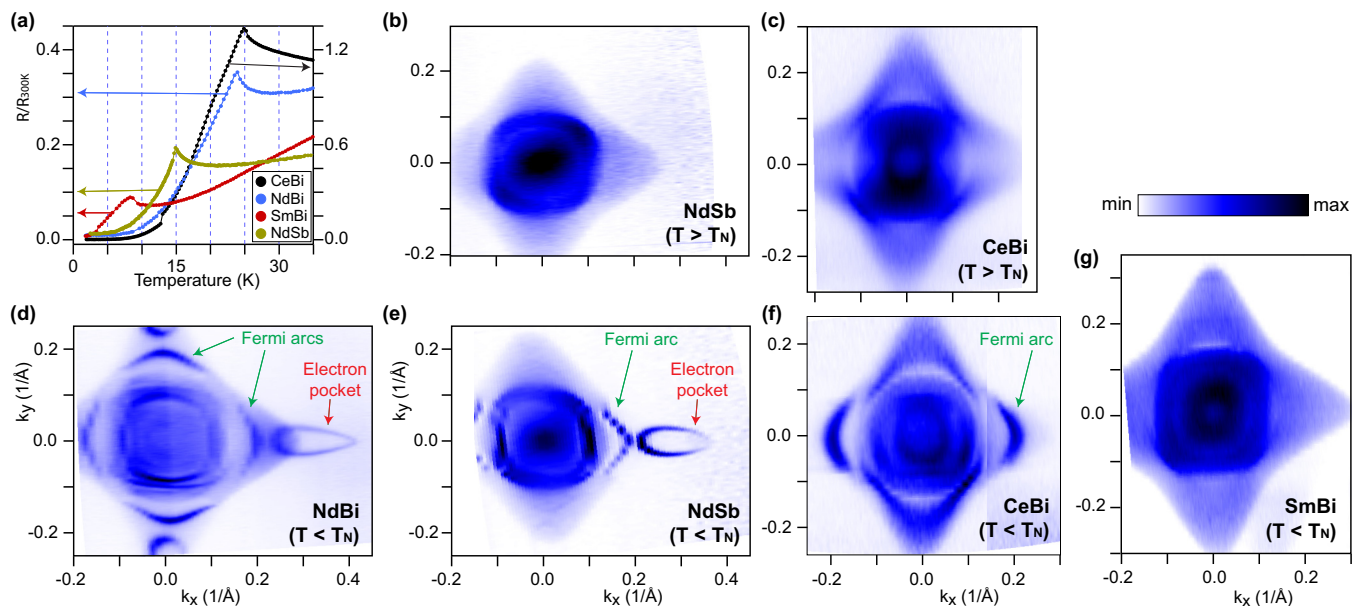 (a)
R/R300K
0.4
0.2
0.0
1.2
0.6
0.0
CeBi
NdBi
SmBi
NdSb
0
15
30
Temperature (K)
(b)
0.2
0.0
-0.2
NdSb
(T > TN)
(c)
0.2
0.0
-0.2
CeBi
(T > TN)
min
max
(d)
ky (1/Å)
0.2
0.0
-0.2
Fermi arcs
Electron
pocket
NdBi
(T < TN)
-0.2
0.0
0.2
0.4
kx (1/Å)
(e)
ky (1/Å)
0.2
0.0
-0.2
Fermi arc
Electron
pocket
NdSb
(T < TN)
0.0
0.2
0.4
kx (1/Å)
(f)
0.2
0.0
-0.2
Fermi arc
CeBi
(T < TN)
-0.2
0.0
0.2
kx (1/Å)
(g)
0.2
0.0
-0.2
SmBi
(T < TN)
-0.2
0.0
0.2
kx (1/Å)